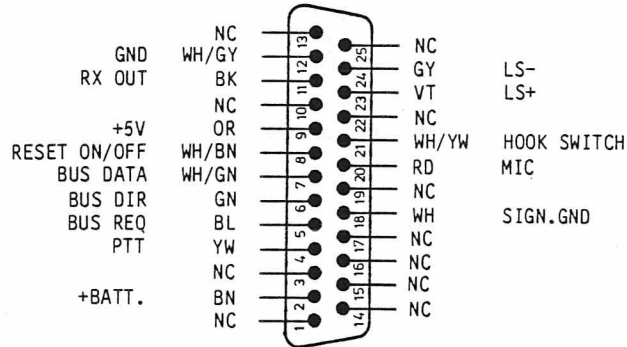 NC 13
GND WH/GY 12
RX OUT BK 11
NC 10
+5V OR 9
RESET ON/OFF WH/BN 8
BUS DATA WH/GN 7
BUS DIR GN 6
BUS REQ BL 5
PTT YW 4
NC 3
+BATT. BN 2
NC 1
25 NC
24 GY LS-
23 VT LS+
22 NC
21 WH/YW HOOK SWITCH
20 RD MIC
19 NC
18 WH SIGN.GND
17 NC
16 NC
15 NC
14 NC